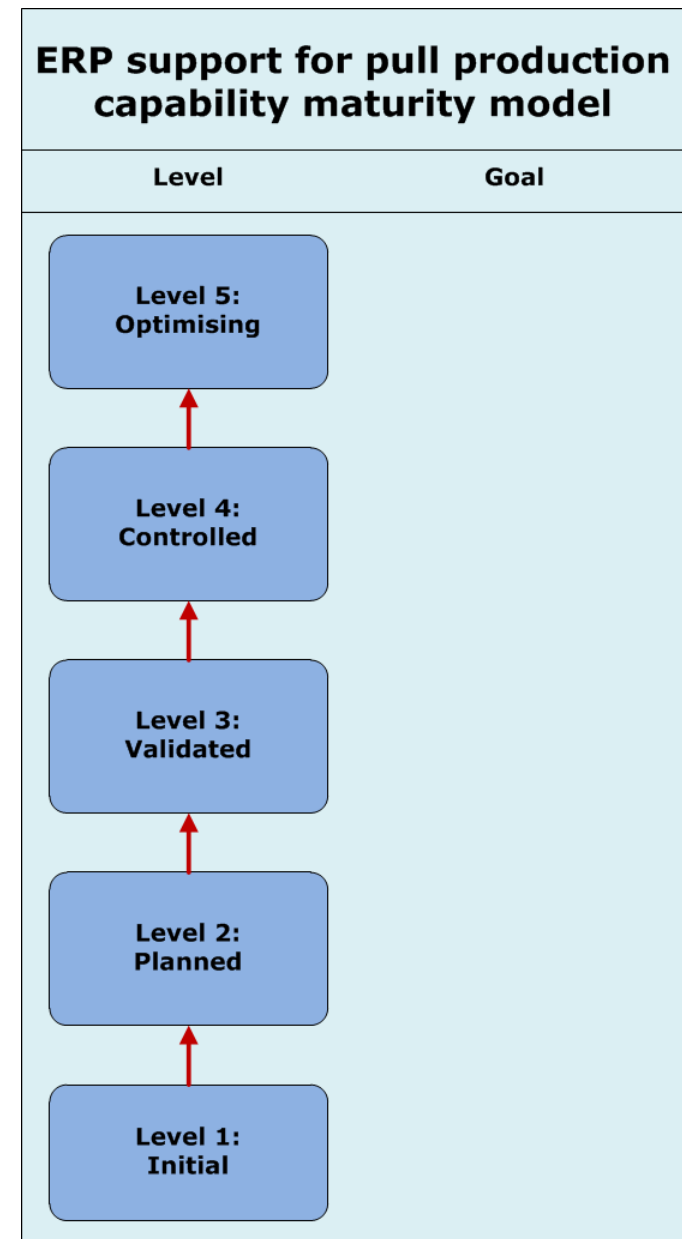 ERP support for pull production
capability maturity model
Level Goal
Level 5:
Optimising
Level 4:
Controlled
Level 3:
Validated
Level 2:
Planned
Level 1:
Initial